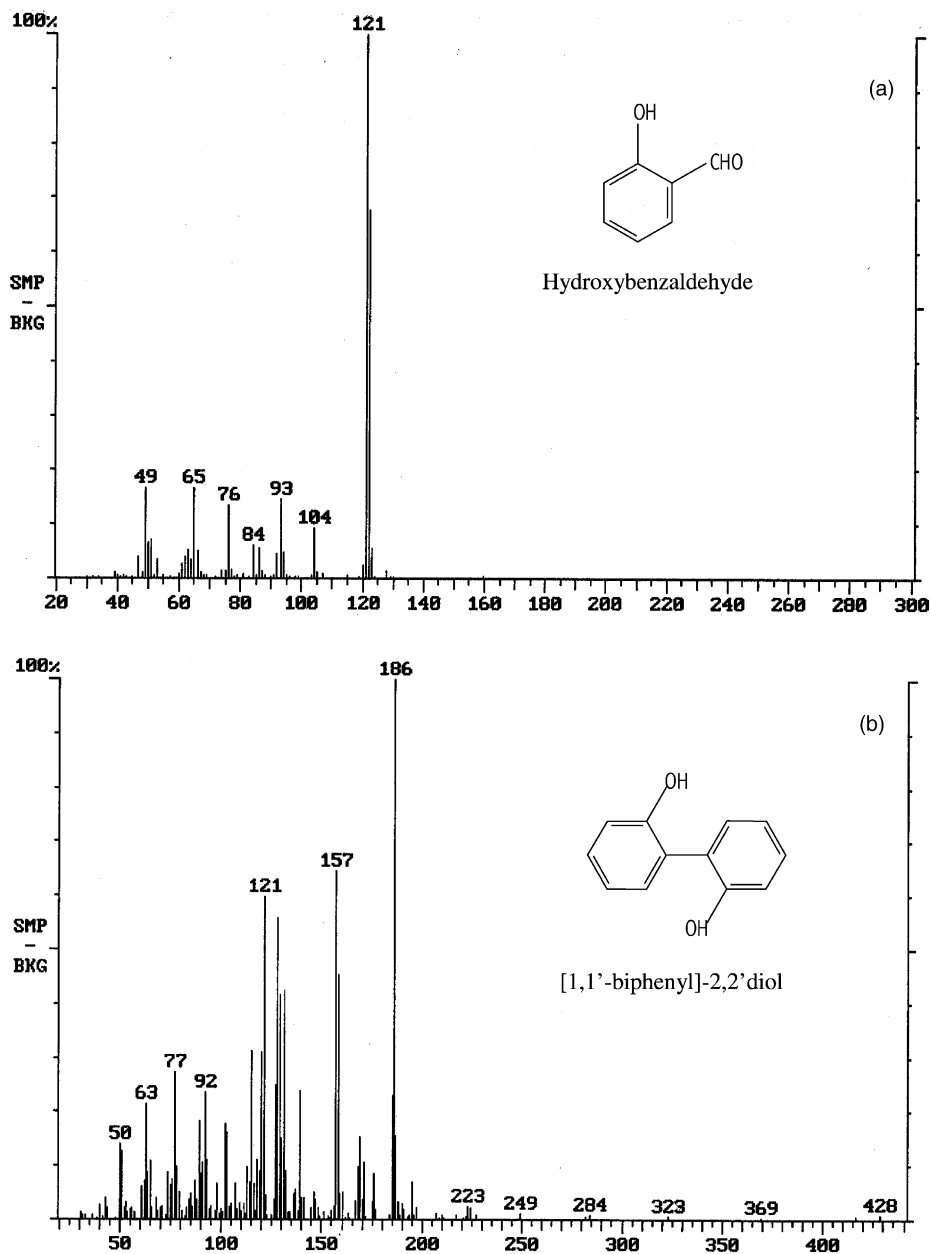 100%
121
(a)
OH
CHO
Hydroxybenzaldehyde
SMP
–
BKG
49
65
76
84
93
104
20 40 60 80 100 120 140 160 180 200 220 240 260 280 300
100%
186
(b)
OH
157
121
OH
SMP
–
BKG
[1,1'-biphenyl]-2,2'diol
77
63
92
50
223 249 284 323 369 428
50 100 150 200 250 300 350 400